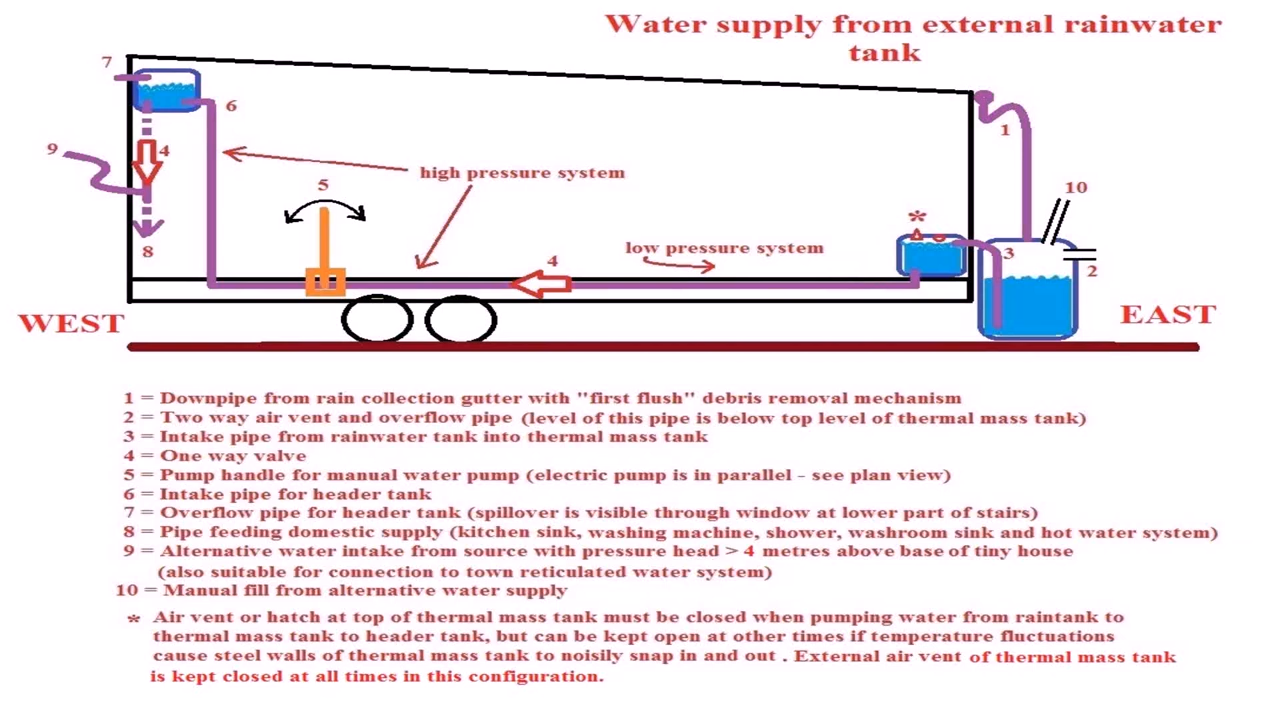 Water supply from external rainwater
tank
7
6
9
4
8
5
high pressure system
4
low pressure system
*
1
10
3
2
WEST
EAST
1 = Downpipe from rain collection gutter with "first flush" debris removal mechanism
2 = Two way air vent and overflow pipe (level of this pipe is below top level of thermal mass tank)
3 = Intake pipe from rainwater tank into thermal mass tank
4 = One way valve
5 = Pump handle for manual water pump (electric pump is in parallel - see plan view)
6 = Intake pipe for header tank
7 = Overflow pipe for header tank (spillover is visible through window at lower part of stairs)
8 = Pipe feeding domestic supply (kitchen sink, washing machine, shower, washroom sink and hot water system)
9 = Alternative water intake from source with pressure head > 4 metres above base of tiny house
(also suitable for connection to town reticulated water system)
10 = Manual fill from alternative water supply
* Air vent or hatch at top of thermal mass tank must be closed when pumping water from raintank to
thermal mass tank to header tank, but can be kept open at other times if temperature fluctuations
cause steel walls of thermal mass tank to noisily snap in and out . External air vent of thermal mass tank
is kept closed at all times in this configuration.